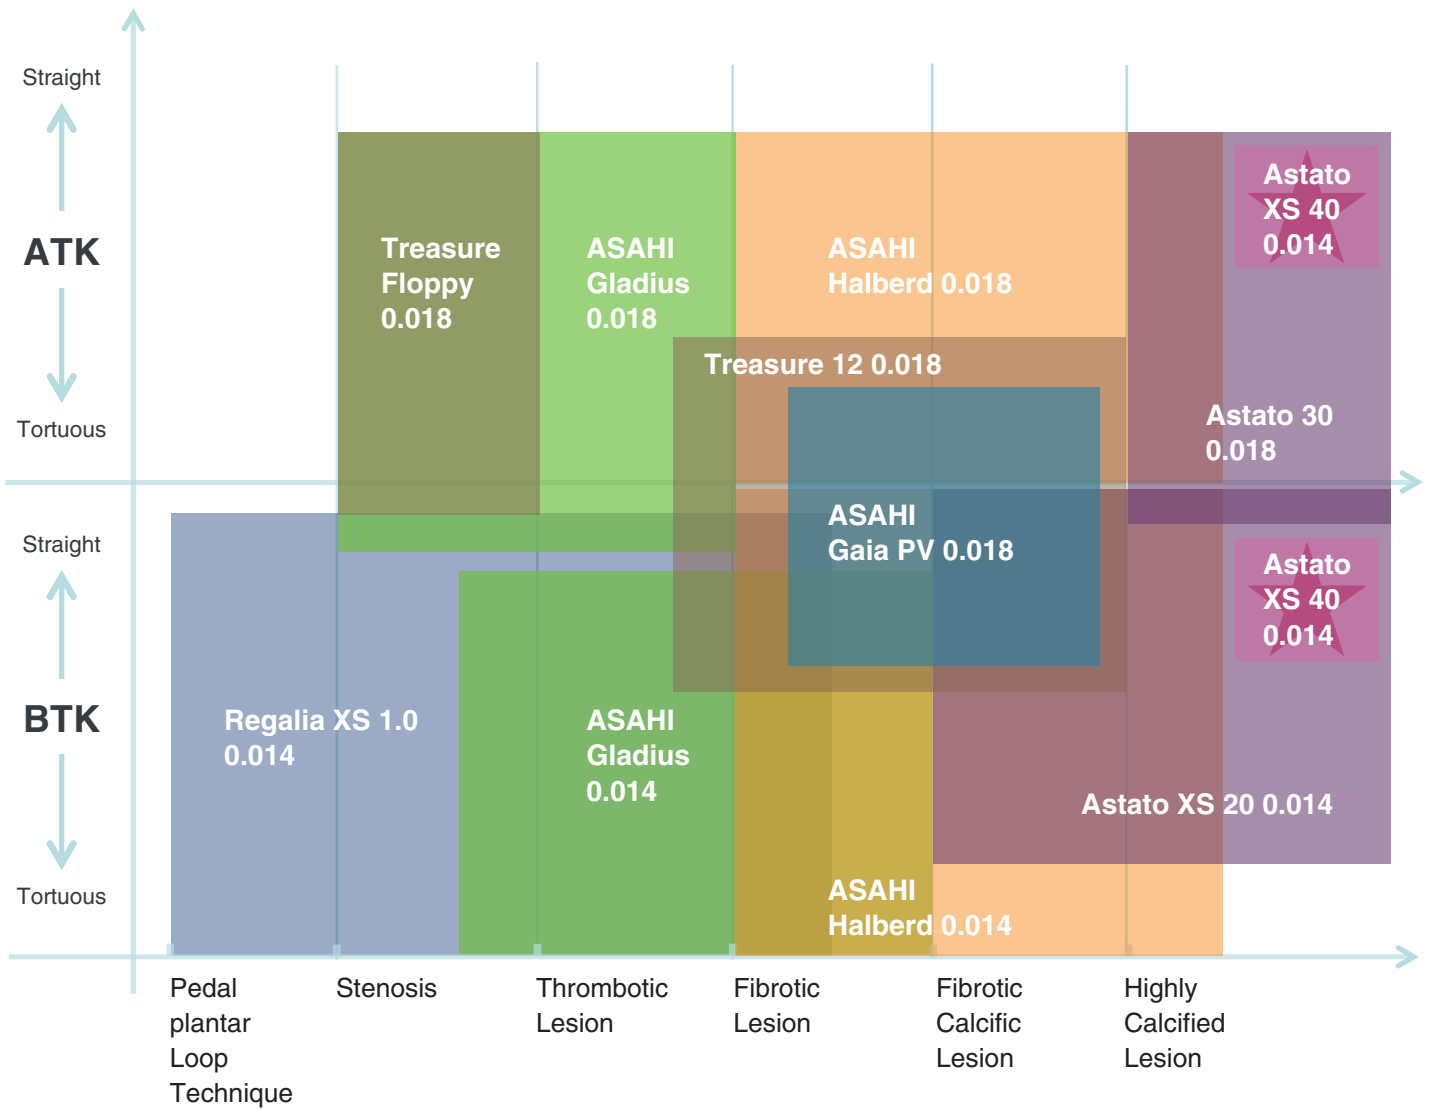 Straight
ATK
Tortuous
Treasure
Floppy
0.018
ASAHI
Gladius
0.018
ASAHI
Halberd 0.018
Treasure 12 0.018
Astato
XS 40
0.014
Astato 30
0.018
Straight
BTK
Tortuous
ASAHI
Gaia PV 0.018
Astato
XS 40
0.014
Regalia XS 1.0
0.014
ASAHI
Gladius
0.014
Astato XS 20 0.014
ASAHI
Halberd 0.014
Pedal
plantar
Loop
Technique
Stenosis
Thrombotic
Lesion
Fibrotic
Lesion
Fibrotic
Calcific
Lesion
Highly
Calcified
Lesion